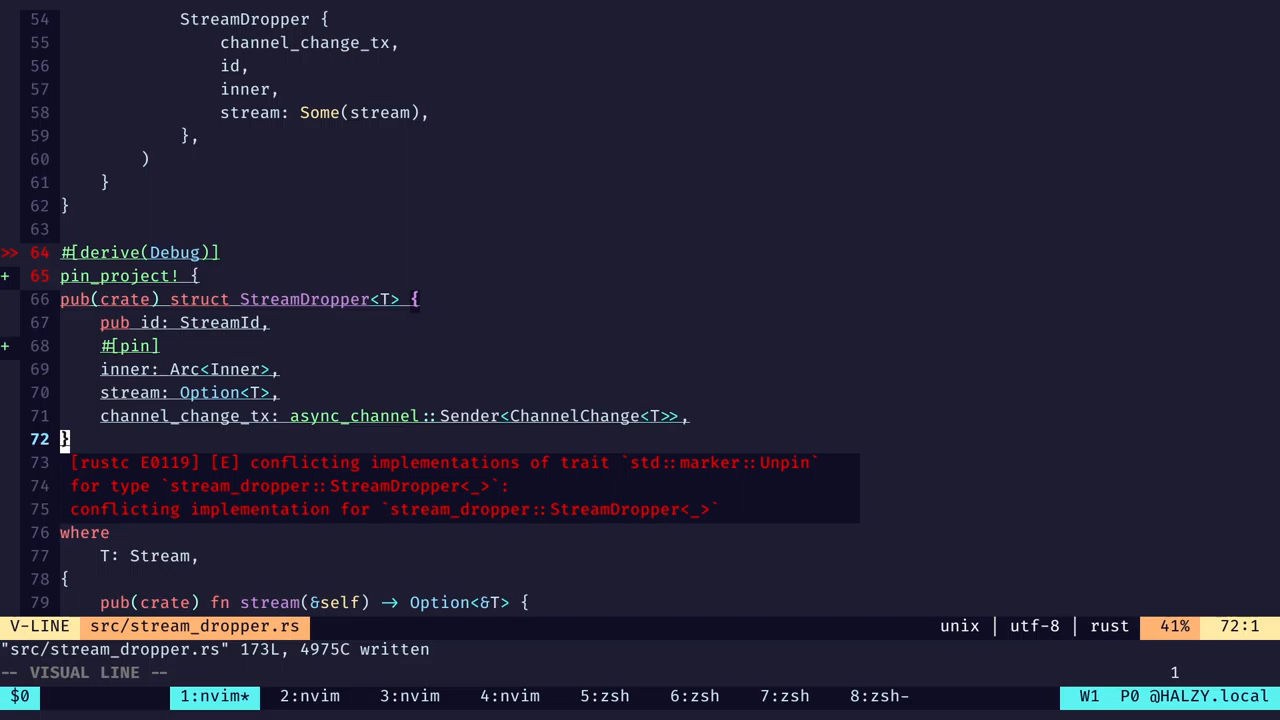 54 StreamDropper {
55 channel_change_tx,
56 id,
57 inner,
58 stream: Some(stream),
59 },
60 )
61 }
62 }
63
>> 64 #[derive(Debug)]
+ 65 pin_project! {
66 pub(crate) struct StreamDropper<T> {
67 pub id: StreamId,
+ 68 #[pin]
69 inner: Arc<Inner>,
70 stream: Option<T>,
71 channel_change_tx: async_channel::Sender<ChannelChange<T>>,
72 }
73 [rustc E0119] [E] conflicting implementations of trait `std::marker::Unpin`
74 for type `stream_dropper::StreamDropper<_>`:
75 conflicting implementation for `stream_dropper::StreamDropper<_>`
76 where
77 T: Stream,
78 {
79 pub(crate) fn stream(&self) -> Option<&T> {
V-LINE src/stream_dropper.rs unix | utf-8 | rust 41% 72:1
"src/stream_dropper.rs" 173L, 4975C written
-- VISUAL LINE -- 1
$0 1:nvim* 2:nvim 3:nvim 4:nvim 5:zsh 6:zsh 7:zsh 8:zsh- W1 P0 @HALZY.local